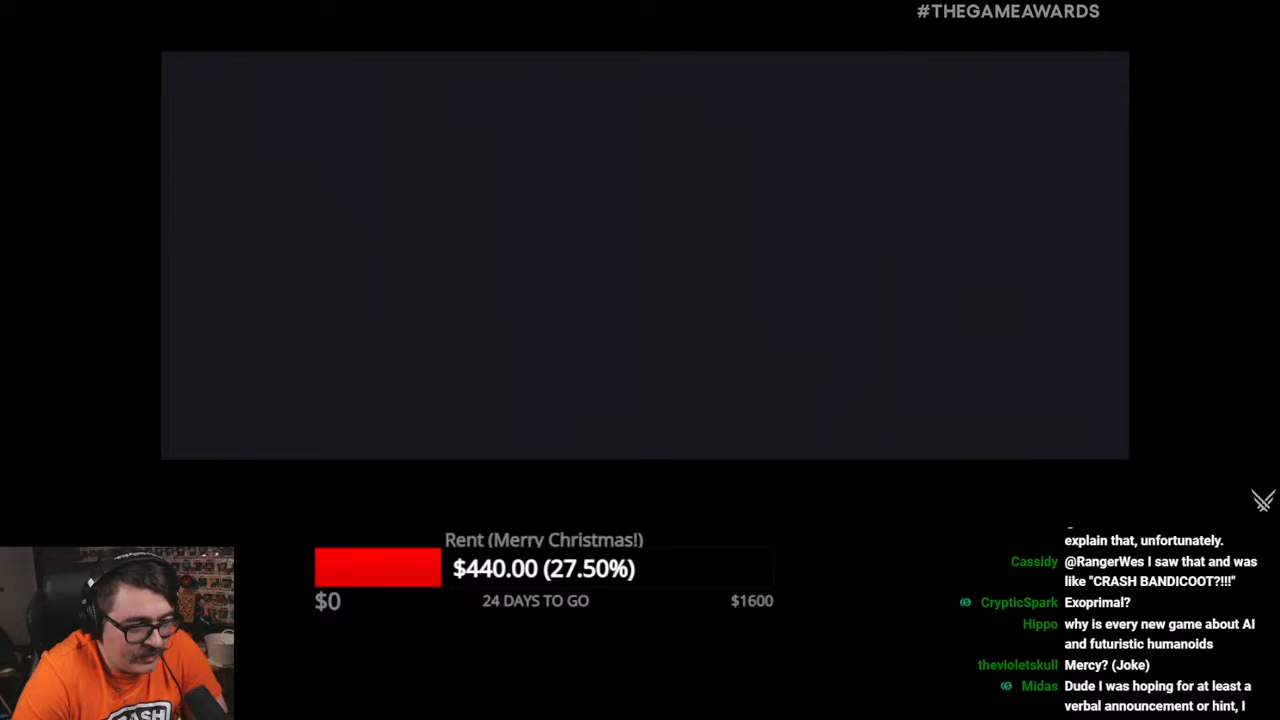 #THEGAMEAWARDS
Rent (Merry Christmas!)
$440.00 (27.50%)
$0
24 DAYS TO GO
$1600
explain that, unfortunately.
Cassidy @RangerWes I saw that and was
like "CRASH BANDICOOT?!!!"
CrypticSpark Exoprimal?
Hippo why is every new game about AI
and futuristic humanoids
thevioletskull Mercy? (Joke)
Midas Dude I was hoping for at least a
verbal announcement or hint, I